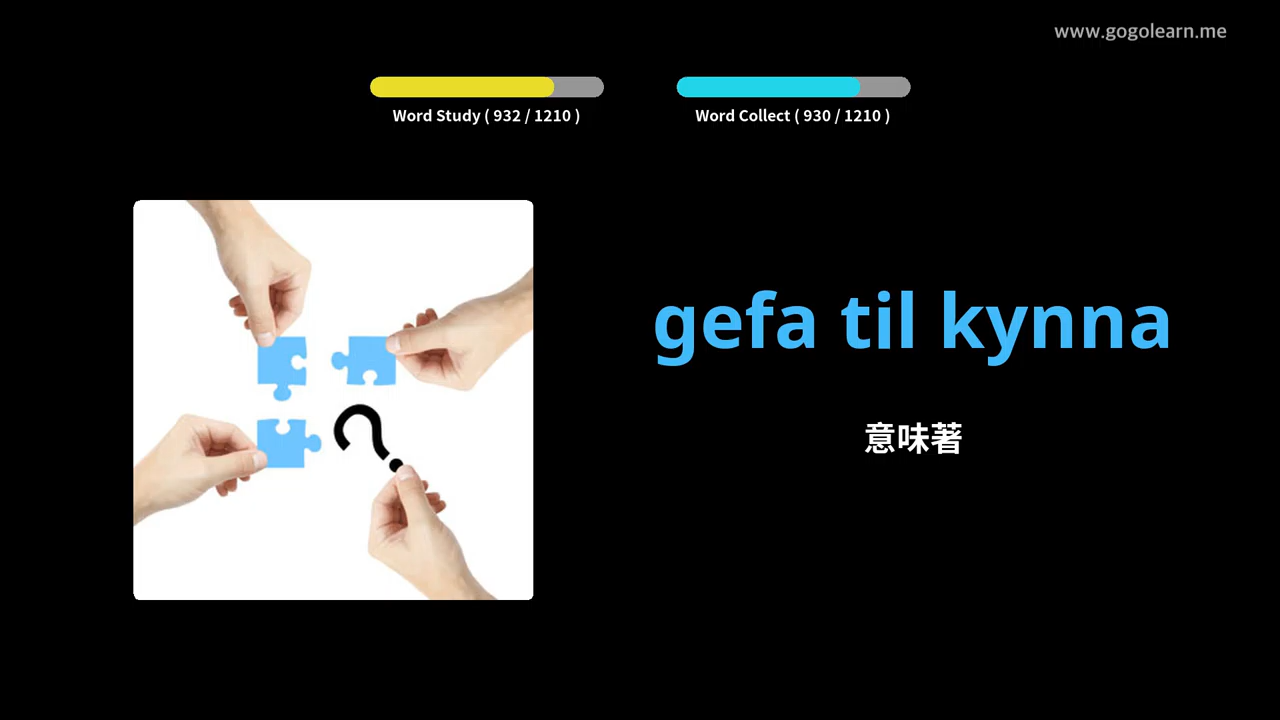 www.gogolearn.me
Word Study ( 932 / 1210 )
Word Collect ( 930 / 1210 )
gefa til kynna
意味著